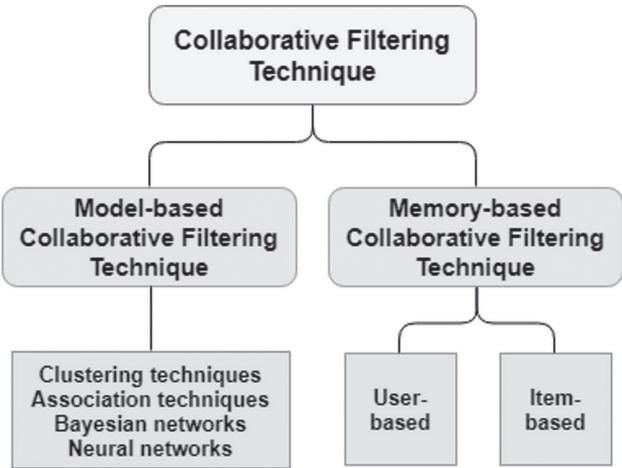 Collaborative Filtering
Technique
Model-based
Collaborative Filtering
Technique
Memory-based
Collaborative Filtering
Technique
Clustering techniques
Association techniques
Bayesian networks
Neural networks
User-
based
Item-
based